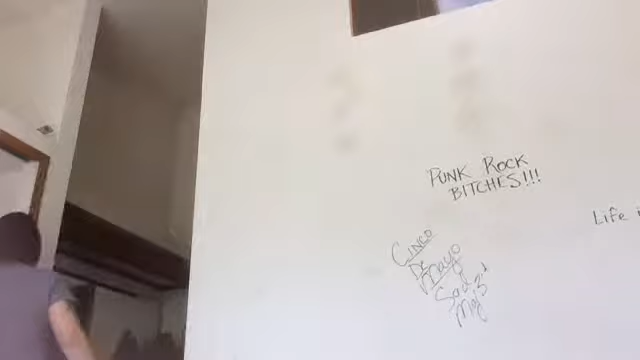 PUNK ROCK
BITCHES!!!
Life i
CINCO
DE
MAYO